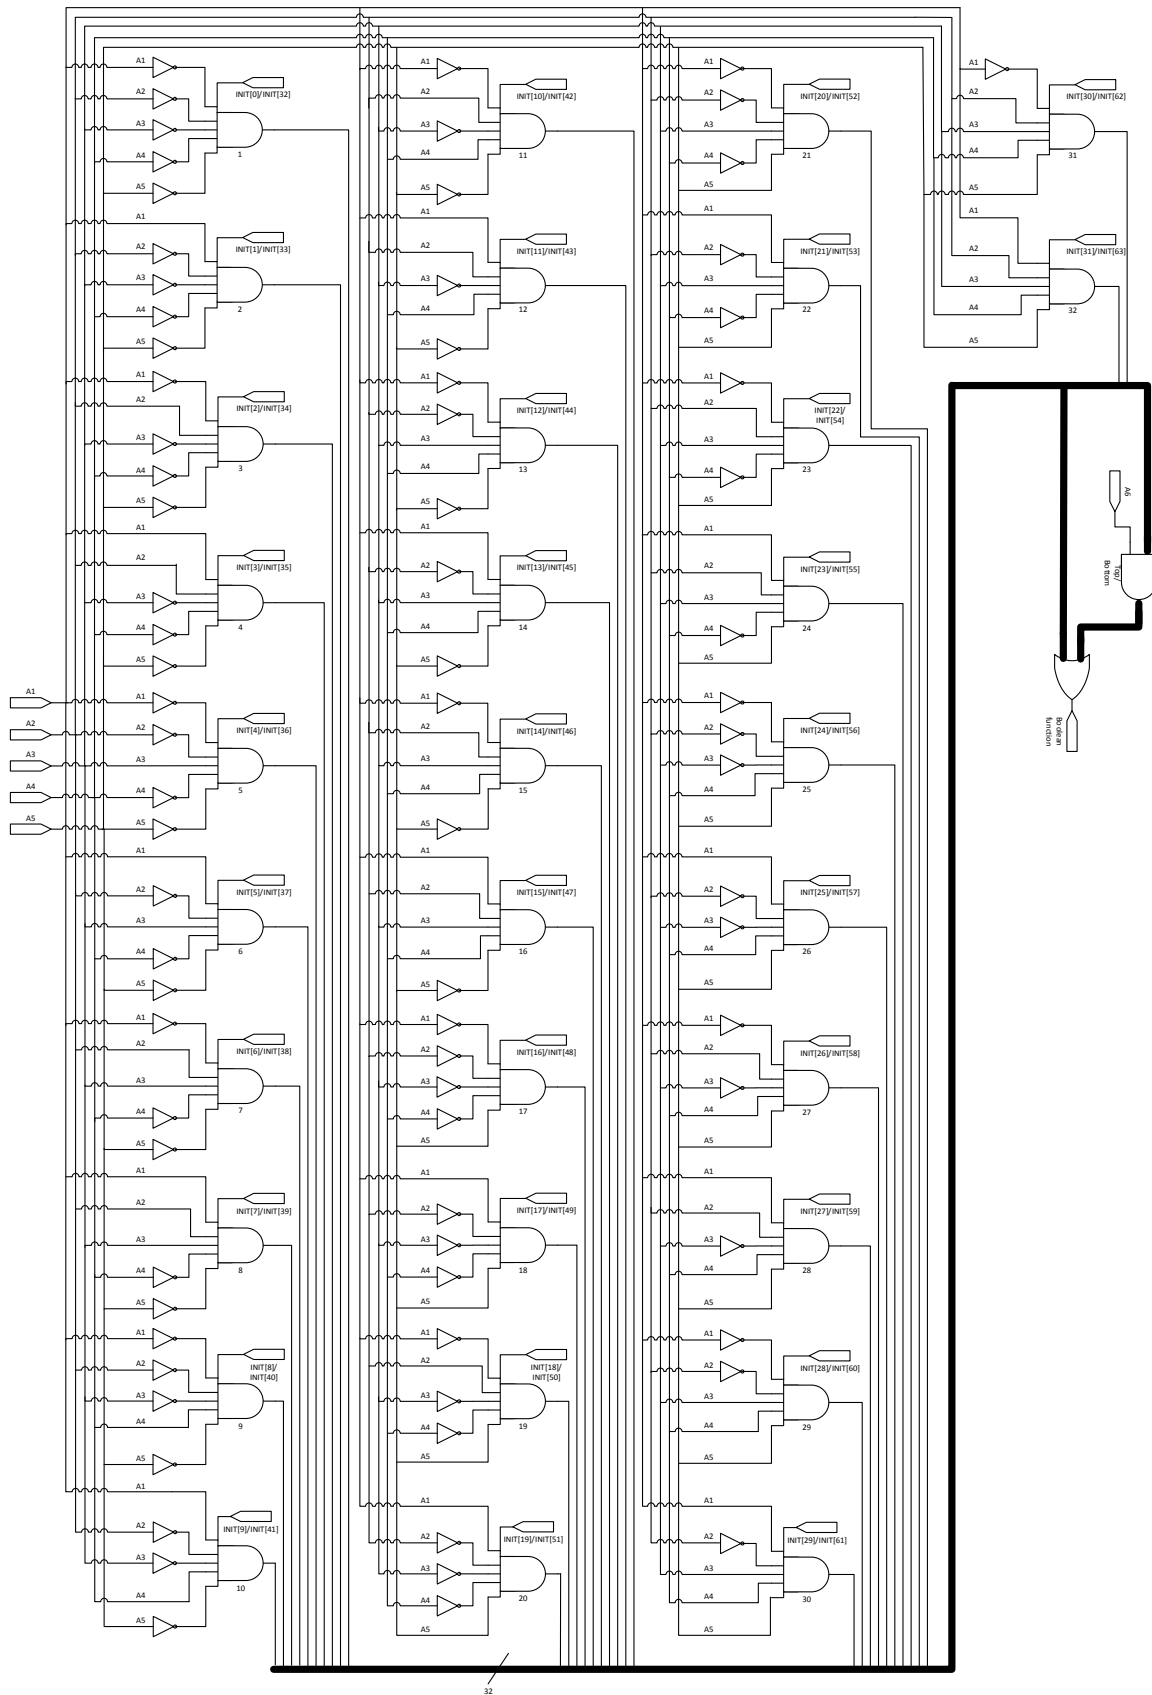 A1
INIT[0]/INIT[32]
A2
A3
A4
1
A5
A1
INIT[1]/INIT[33]
A2
A3
2
A4
A5
A1
INIT[2]/INIT[34]
A2
A3
3
A4
A5
A1
INIT[3]/INIT[35]
A2
A3
4
A4
A5
A1
A2
A3
A4
A5
A1
INIT[4]/INIT[36]
A2
A3
5
A4
A5
A1
INIT[5]/INIT[37]
A2
A3
6
A4
A5
A1
INIT[6]/INIT[38]
A2
A3
7
A4
A5
A1
INIT[7]/INIT[39]
A2
A3
8
A4
A5
A1
INIT[8]/
INIT[40]
A2
A3
9
A4
A5
A1
INIT[9]/INIT[41]
A2
A3
10
A4
A5
A1
INIT[10]/INIT[42]
A2
A3
11
A4
A5
A1
INIT[11]/INIT[43]
A2
A3
12
A4
A5
A1
INIT[12]/INIT[44]
A2
A3
13
A4
A5
A1
INIT[13]/INIT[45]
A2
A3
14
A4
A5
A1
INIT[14]/INIT[46]
A2
A3
15
A4
A5
A1
INIT[15]/INIT[47]
A2
A3
16
A4
A5
A1
INIT[16]/INIT[48]
A2
A3
17
A4
A5
A1
INIT[17]/INIT[49]
A2
A3
18
A4
A5
A1
INIT[18]/
INIT[50]
A2
A3
19
A4
A5
A1
INIT[19]/INIT[51]
A2
A3
20
A4
A5
32
A1
INIT[20]/INIT[52]
A2
A3
21
A4
A5
A1
INIT[21]/INIT[53]
A2
A3
22
A4
A5
A1
INIT[22]/
INIT[54]
A2
A3
23
A4
A5
A1
INIT[23]/INIT[55]
A2
A3
24
A4
A5
A1
INIT[24]/INIT[56]
A2
A3
25
A4
A5
A1
INIT[25]/INIT[57]
A2
A3
26
A4
A5
A1
INIT[26]/INIT[58]
A2
A3
27
A4
A5
A1
INIT[27]/INIT[59]
A2
A3
28
A4
A5
A1
INIT[28]/INIT[60]
A2
A3
29
A4
A5
A1
INIT[29]/INIT[61]
A2
A3
30
A4
A5
A1
INIT[30]/INIT[62]
A2
A3
31
A4
A5
A1
INIT[31]/INIT[63]
A2
A3
32
A4
A5
A6
Top/
Bottom
Boolean
function